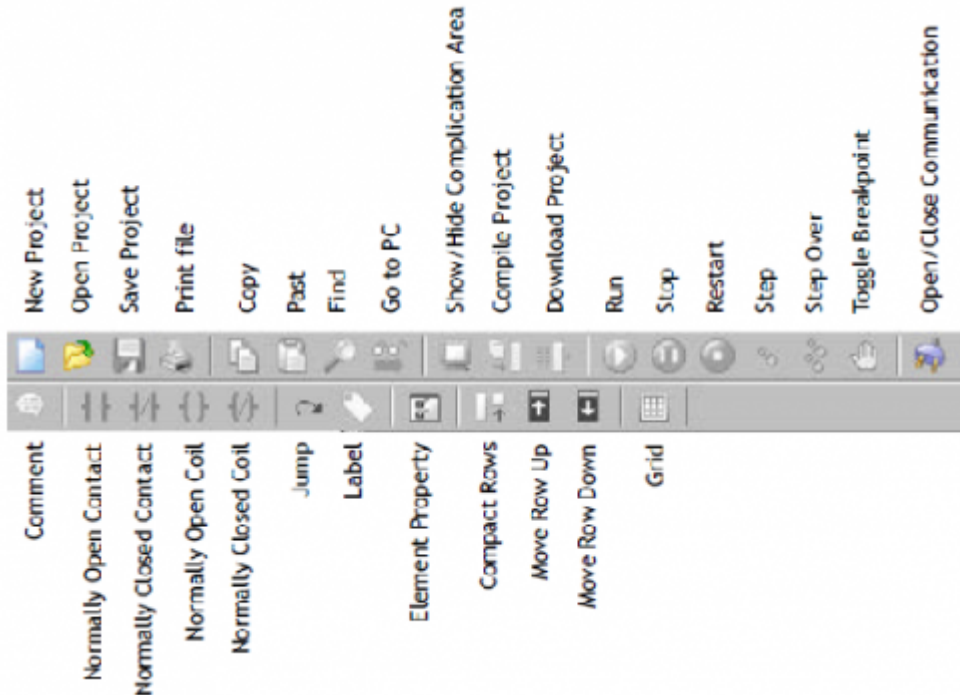 New Project
Open Project
Save Project
Print file
Copy
Past
Find
Go to PC
Show/Hide Complication Area
Compile Project
Download Project
Run
Stop
Restart
Step
Step Over
Toggle Breakpoint
Open/Close Communication
Comment
Normally Open Contact
Normally Closed Contact
Normally Open Coil
Normally Closed Coil
Jump
Label
Element Property
Compact Rows
Move Row Up
Move Row Down
Grid